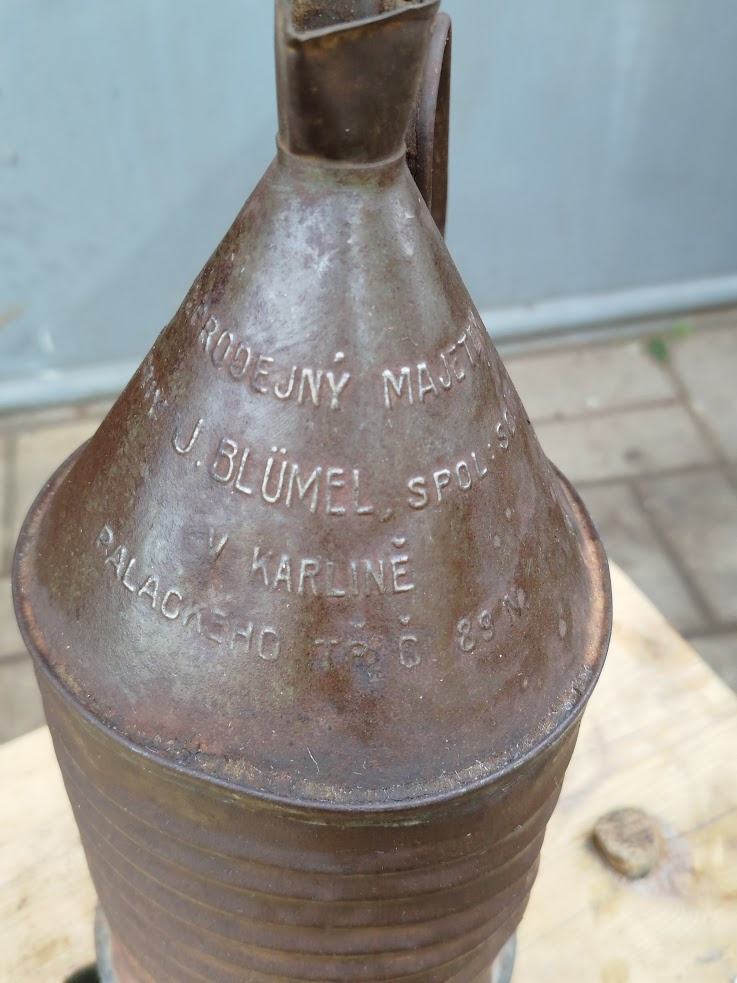 RODEJNÝ MAJET
J. BLÜMEL, SPOL: S
V KARLINĚ
PALACKÉHO TŘ. Č 89 N